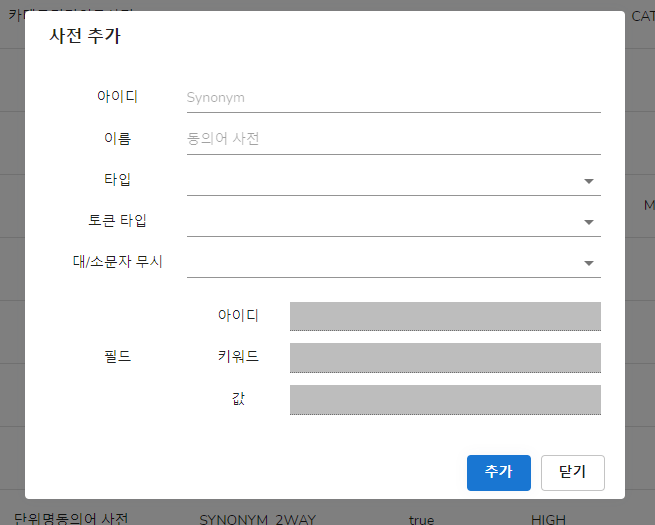 CAT
사전 추가
아이디 Synonym
이름 동의어 사전
타입
토큰 타입
대/소문자 무시
M
아이디
필드 키워드
값
추가 닫기
단위명동의어 사전 SYNONYM_2WAY true HIGH